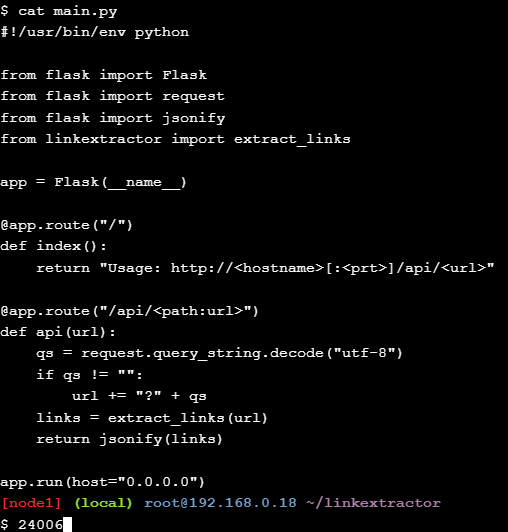 $ cat main.py
#!/usr/bin/env python
from flask import Flask
from flask import request
from flask import jsonify
from linkextractor import extract_links
app = Flask(__name__)
@app.route("/")
def index():
    return "Usage: http://<hostname>[:<prt>]/api/<url>"
@app.route("/api/<path:url>")
def api(url):
    qs = request.query_string.decode("utf-8")
    if qs != "":
        url += "?" + qs
    links = extract_links(url)
    return jsonify(links)
app.run(host="0.0.0.0")
[node1] (local) root@192.168.0.18 ~/linkextractor
$ 24006